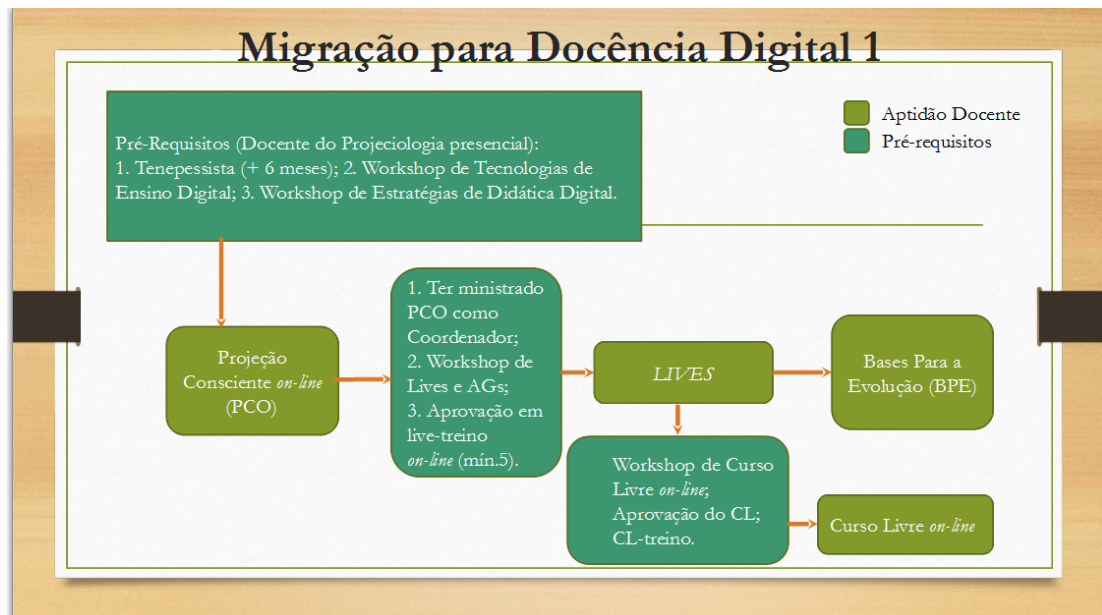 Migração para Docência Digital 1
Aptidão Docente
Pré-requisitos
Pré-Requisitos (Docente do Projeciologia presencial):
1. Tenepessista (+ 6 meses); 2. Workshop de Tecnologias de
Ensino Digital; 3. Workshop de Estratégias de Didática Digital.
Projeção
Consciente on-line
(PCO)
1. Ter ministrado
PCO como
Coordenador;
2. Workshop de
Lives e AGs;
3. Aprovação em
live-treino
on-line (mín.5).
LIVES
Bases Para a
Evolução (BPE)
Workshop de Curso
Livre on-line;
Aprovação do CL;
CL-treino.
Curso Livre on-line